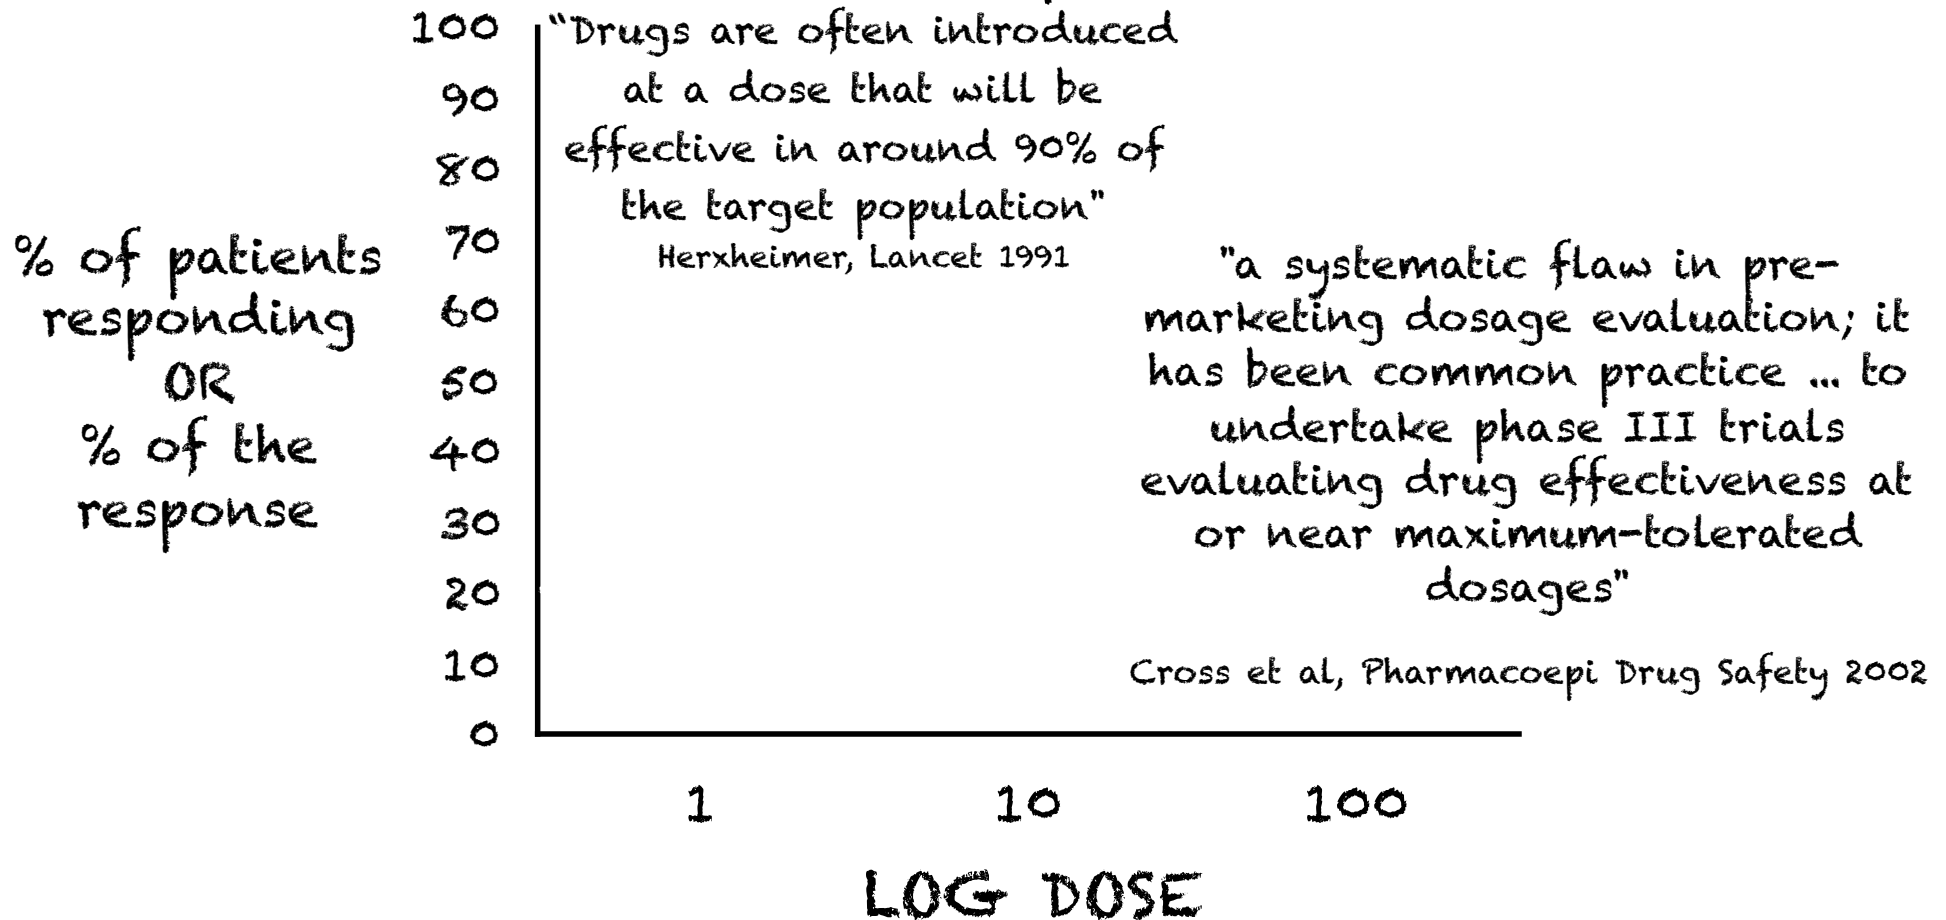 100
90
80
70
60
50
40
30
20
10
0
% of patients
responding
OR
% of the
response
“Drugs are often introduced
at a dose that will be
effective in around 90% of
the target population"
Herxheimer, Lancet 1991
"a systematic flaw in pre-
marketing dosage evaluation; it
has been common practice ... to
undertake phase III trials
evaluating drug effectiveness at
or near maximum-tolerated
dosages"
Cross et al, Pharmacoepi Drug Safety 2002
1 10 100
LOG DOSE